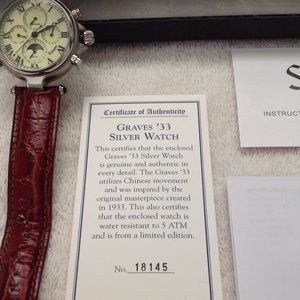 Certificate of Authenticity
GRAVES '33
SILVER WATCH
This certifies that the enclosed
Graves '33 Silver Watch
is genuine and authentic in
every detail. The Graves '33
utilizes Chinese movement
and was inspired by the
original masterpiece created
in 1933. This also certifies
that the enclosed watch is
water resistant to 5 ATM
and is from a limited edition.
No. 18145
S
INSTRUCT